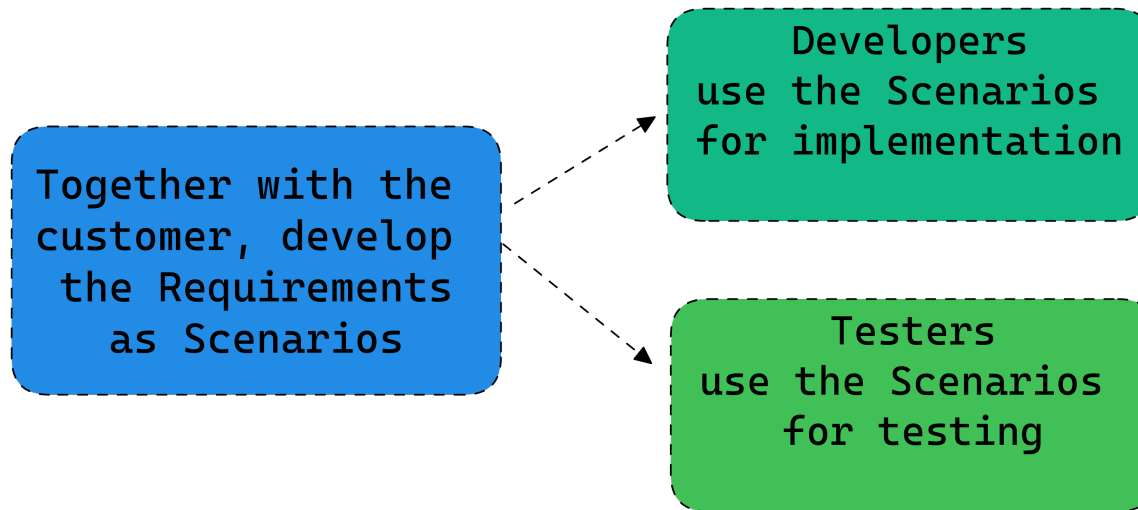 Together with the
customer, develop
the Requirements
as Scenarios
Developers
use the Scenarios
for implementation
Testers
use the Scenarios
for testing